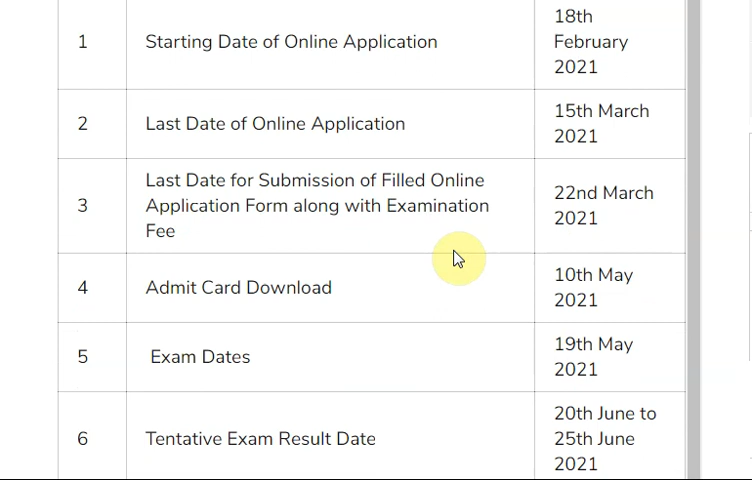 18th
1 Starting Date of Online Application February
2021
2 Last Date of Online Application 15th March
2021
Last Date for Submission of Filled Online
3 Application Form along with Examination 22nd March
Fee 2021
4 Admit Card Download 10th May
2021
5 Exam Dates 19th May
2021
20th June to
6 Tentative Exam Result Date 25th June
2021